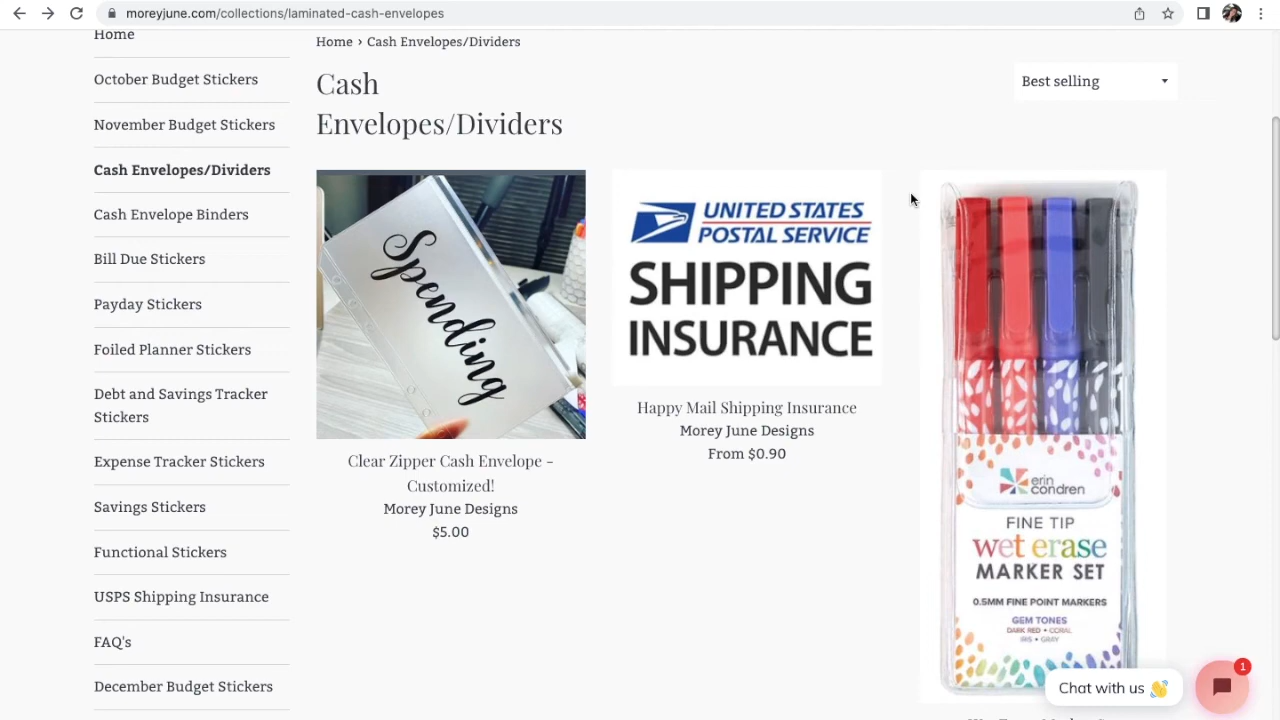 moreyjune.com/collections/laminated-cash-envelopes
Home
October Budget Stickers
November Budget Stickers
Cash Envelopes/Dividers
Cash Envelope Binders
Bill Due Stickers
Payday Stickers
Foiled Planner Stickers
Debt and Savings Tracker
Stickers
Expense Tracker Stickers
Savings Stickers
Functional Stickers
USPS Shipping Insurance
FAQ's
December Budget Stickers
Home › Cash Envelopes/Dividers
Cash
Envelopes/Dividers
Best selling
Spending
Clear Zipper Cash Envelope -
Customized!
Morey June Designs
$5.00
UNITED STATES
POSTAL SERVICE
SHIPPING
INSURANCE
Happy Mail Shipping Insurance
Morey June Designs
From $0.90
erin
condren
FINE TIP
wet erase
MARKER SET
0.5MM FINE POINT MARKERS
GEM TONES
DARK RED • CORAL
IRIS • GRAY
Chat with us 👋
1